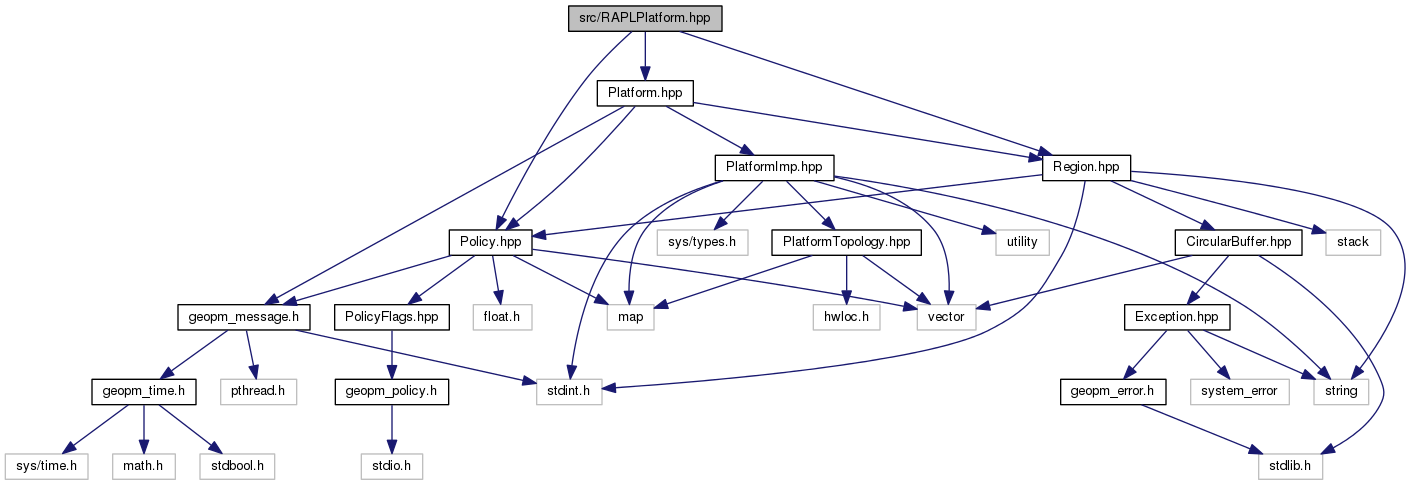 src/RAPLPlatform.hpp
Platform.hpp
PlatformImp.hpp
Region.hpp
Policy.hpp
sys/types.h
PlatformTopology.hpp
utility
CircularBuffer.hpp
stack
geopm_message.h
PolicyFlags.hpp
float.h
map
hwloc.h
vector
Exception.hpp
geopm_time.h
pthread.h
geopm_policy.h
stdint.h
geopm_error.h
system_error
string
sys/time.h
math.h
stdbool.h
stdio.h
stdlib.h